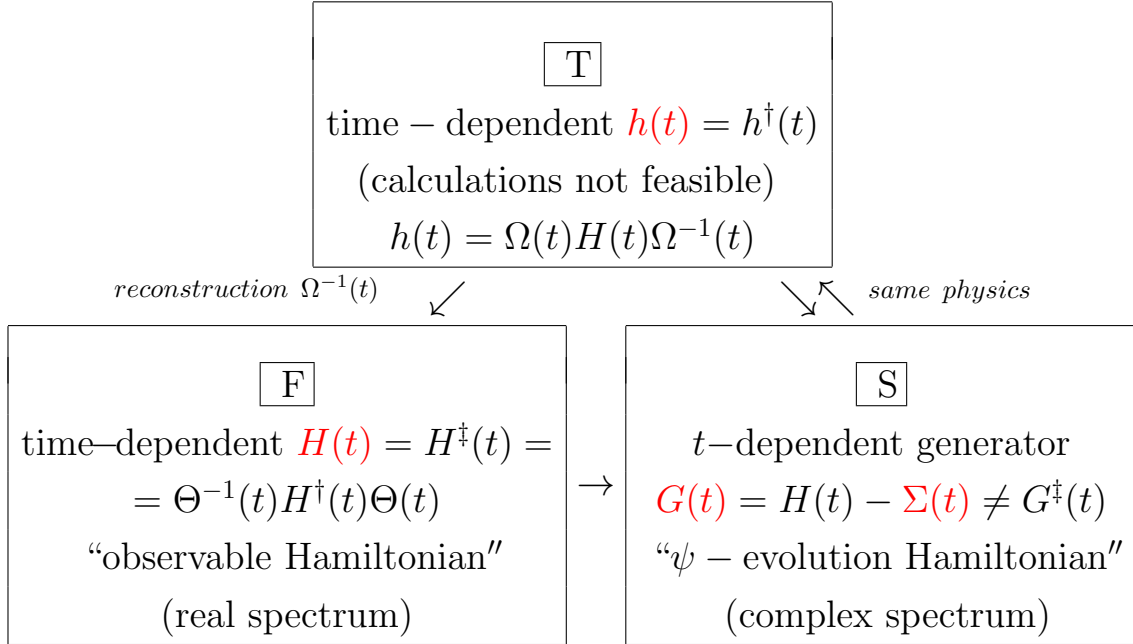 T
time – dependent h(t) = h†(t)
(calculations not feasible)
h(t) = Ω(t)H(t)Ω⁻¹(t)
reconstruction Ω⁻¹(t)
same physics
F
time–dependent H(t) = H‡(t) =
= Θ⁻¹(t)H†(t)Θ(t)
“observable Hamiltonian″
(real spectrum)
→
S
t−dependent generator
G(t) = H(t) − Σ(t) ≠ G‡(t)
“ψ − evolution Hamiltonian″
(complex spectrum)